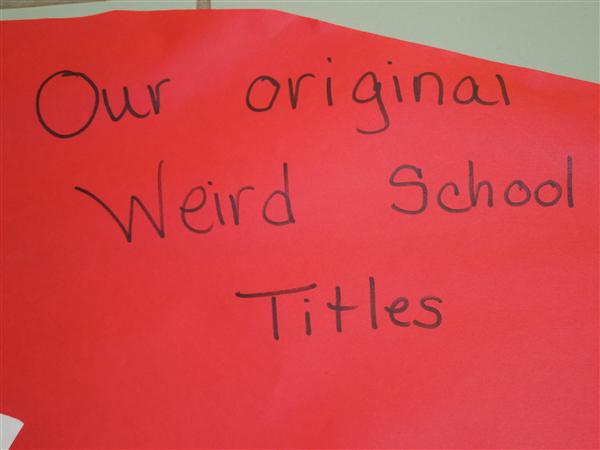 Our original
Weird School
Titles